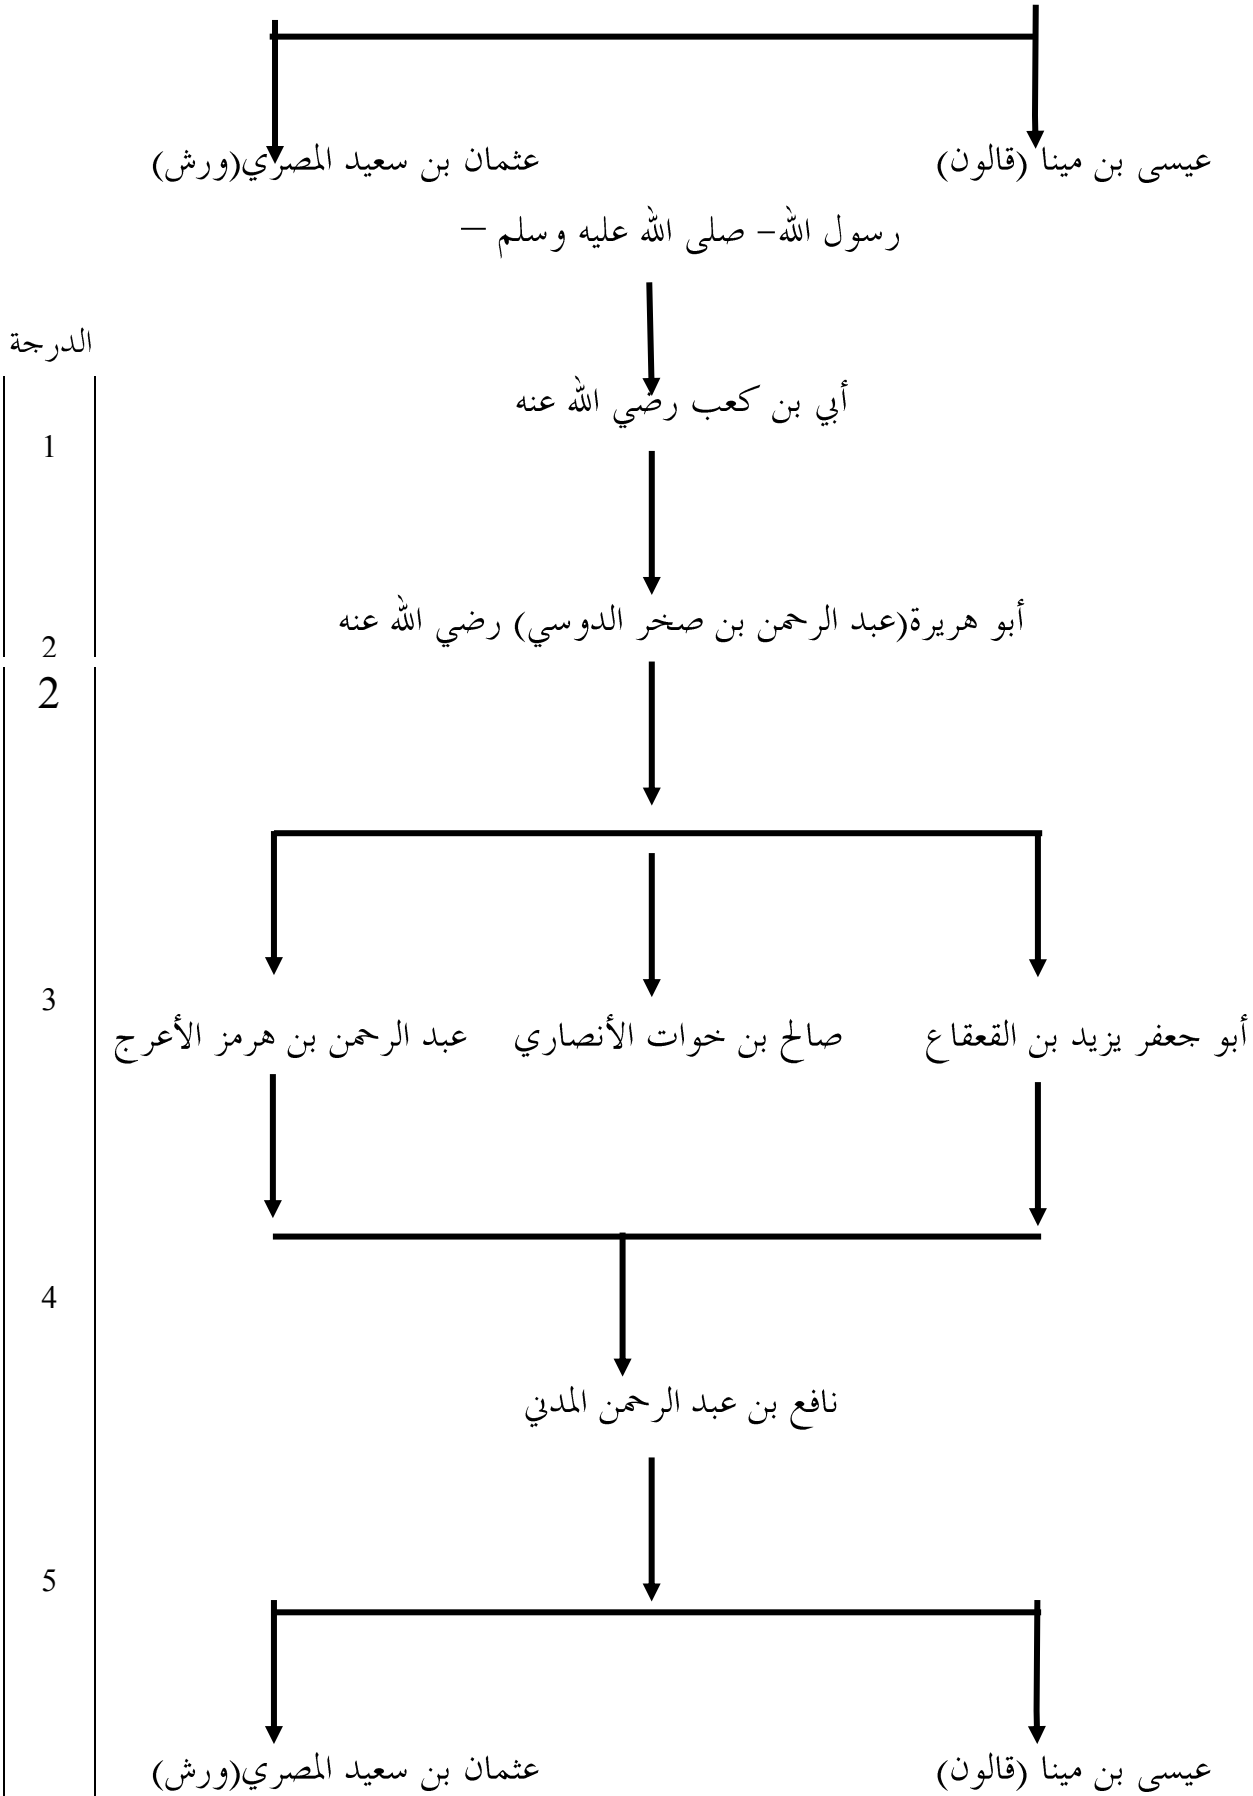 عيسى بن مينا (قالون) عثمان بن سعيد المصري(ورش)
رسول الله- صلى الله عليه وسلم –
الدرجة
أبي بن كعب رضي الله عنه
1
أبو هريرة(عبد الرحمن بن صخر الدوسي) رضي الله عنه
2
2
3
أبو جعفر يزيد بن القعقاع صالح بن خوات الأنصاري عبد الرحمن بن هرمز الأعرج
4
نافع بن عبد الرحمن المدني
5
عيسى بن مينا (قالون) عثمان بن سعيد المصري(ورش)